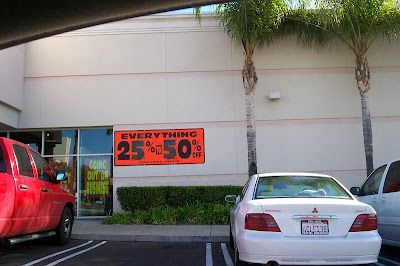 EVERYTHING
25% TO 50% OFF
GOING
OUT OF
BUSINESS